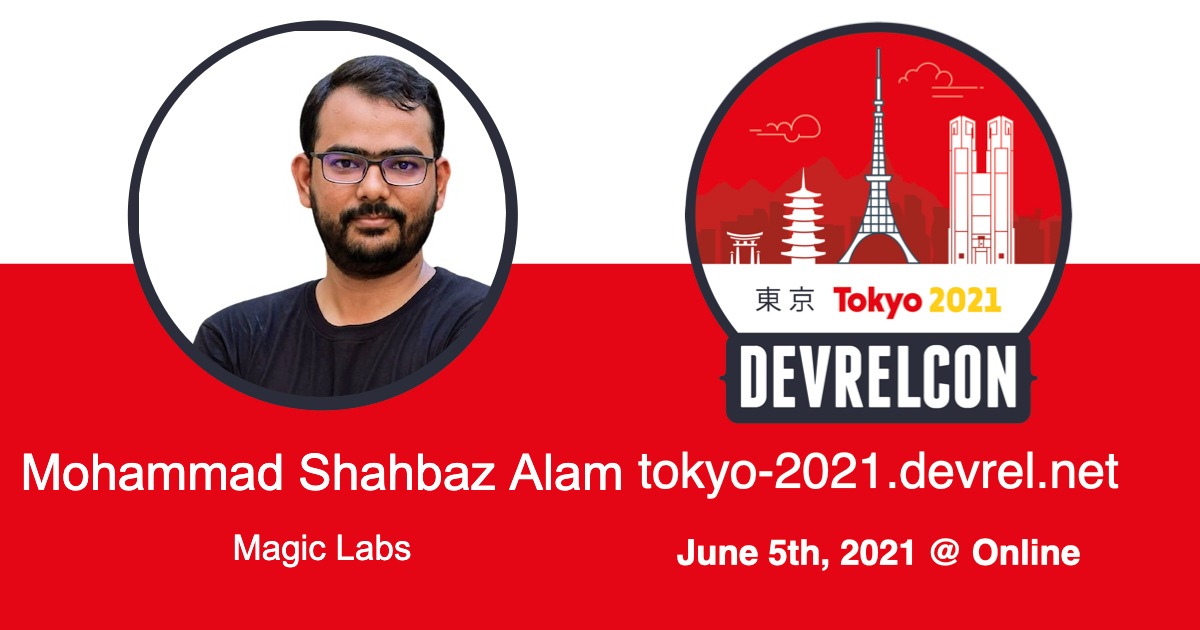 東京 Tokyo 2021
DEVRELCON
Mohammad Shahbaz Alam
Magic Labs
tokyo-2021.devrel.net
June 5th, 2021 @ Online